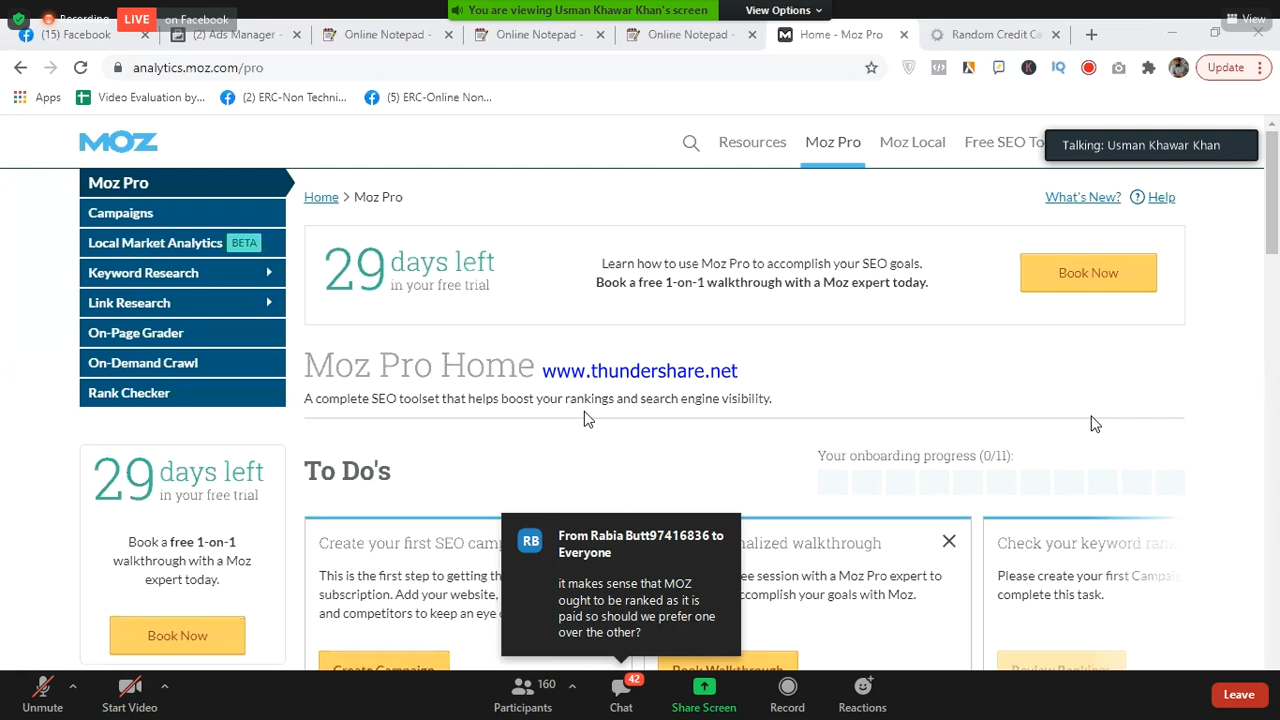 Recording
LIVE
on Facebook
You are viewing Usman Khawar Khan's screen
View Options
View
(15) Facebook
(2) Ads Manager -
Online Notepad -
Online Notepad -
Online Notepad -
Home - Moz Pro
Random Credit Ca
analytics.moz.com/pro
Update
Apps
Video Evaluation by...
(2) ERC-Non Techni...
(5) ERC-Online Non...
MOZ
Resources
Moz Pro
Moz Local
Free SEO To
Talking: Usman Khawar Khan
Moz Pro
Campaigns
Local Market Analytics BETA
Keyword Research
Link Research
On-Page Grader
On-Demand Crawl
Rank Checker
Home > Moz Pro
What's New?
Help
29 days left
in your free trial
Learn how to use Moz Pro to accomplish your SEO goals.
Book a free 1-on-1 walkthrough with a Moz expert today.
Book Now
Moz Pro Home
www.thundershare.net
A complete SEO toolset that helps boost your rankings and search engine visibility.
29 days left
in your free trial
Book a free 1-on-1
walkthrough with a Moz
expert today.
Book Now
To Do's
Your onboarding progress (0/11):
Create your first SEO camp
This is the first step to getting th
subscription. Add your website,
and competitors to keep an eye o
Create Campaign
nalized walkthrough
ee session with a Moz Pro expert to
ccomplish your goals with Moz.
Book Walkthrough
Check your keyword ran
Please create your first Campai
complete this task.
Review Rankings
RB
From Rabia Butt97416836 to
Everyone
it makes sense that MOZ
ought to be ranked as it is
paid so should we prefer one
over the other?
Unmute
Start Video
160
Participants
42
Chat
Share Screen
Record
Reactions
Leave